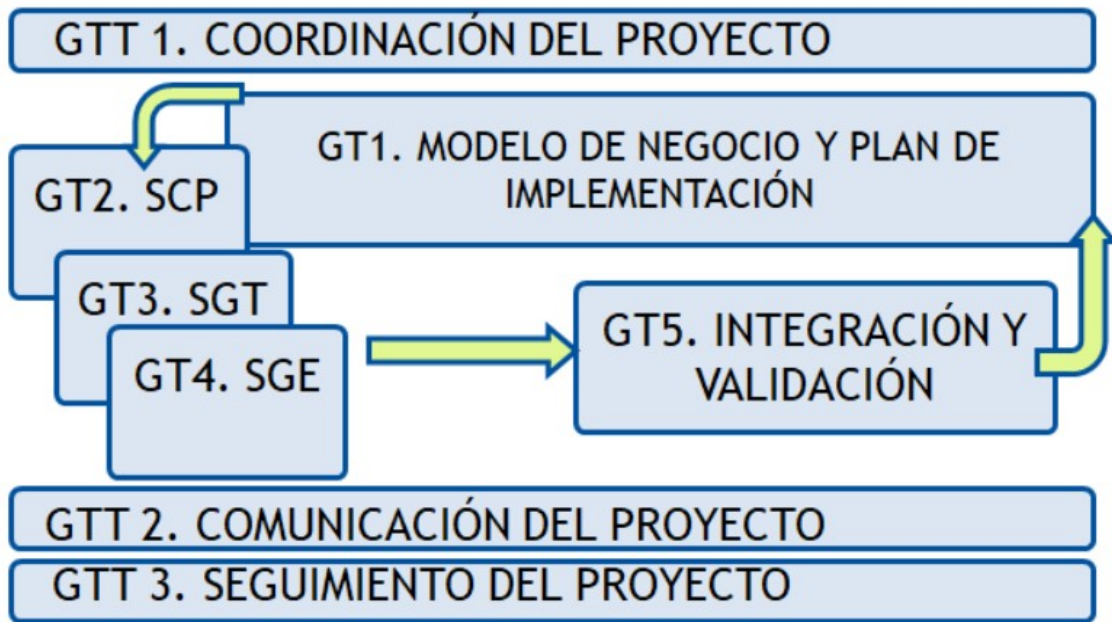 GTT 1. COORDINACIÓN DEL PROYECTO
GT1. MODELO DE NEGOCIO Y PLAN DE
IMPLEMENTACIÓN
GT2. SCP
GT3. SGT
GT4. SGE
GT5. INTEGRACIÓN Y
VALIDACIÓN
GTT 2. COMUNICACIÓN DEL PROYECTO
GTT 3. SEGUIMIENTO DEL PROYECTO